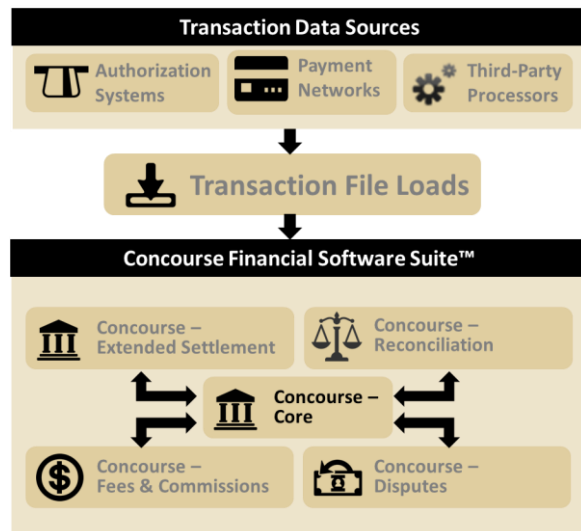 Transaction Data Sources
Authorization
Systems
Payment
Networks
Third-Party
Processors
Transaction File Loads
Concourse Financial Software Suite™
Concourse –
Extended Settlement
Concourse –
Reconciliation
Concourse –
Core
Concourse –
Fees & Commissions
Concourse –
Disputes